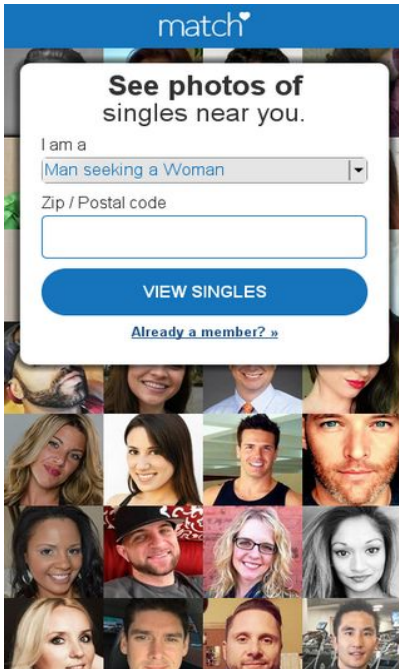 match
See photos of
singles near you.
I am a
Man seeking a Woman
Zip / Postal code
VIEW SINGLES
Already a member? »